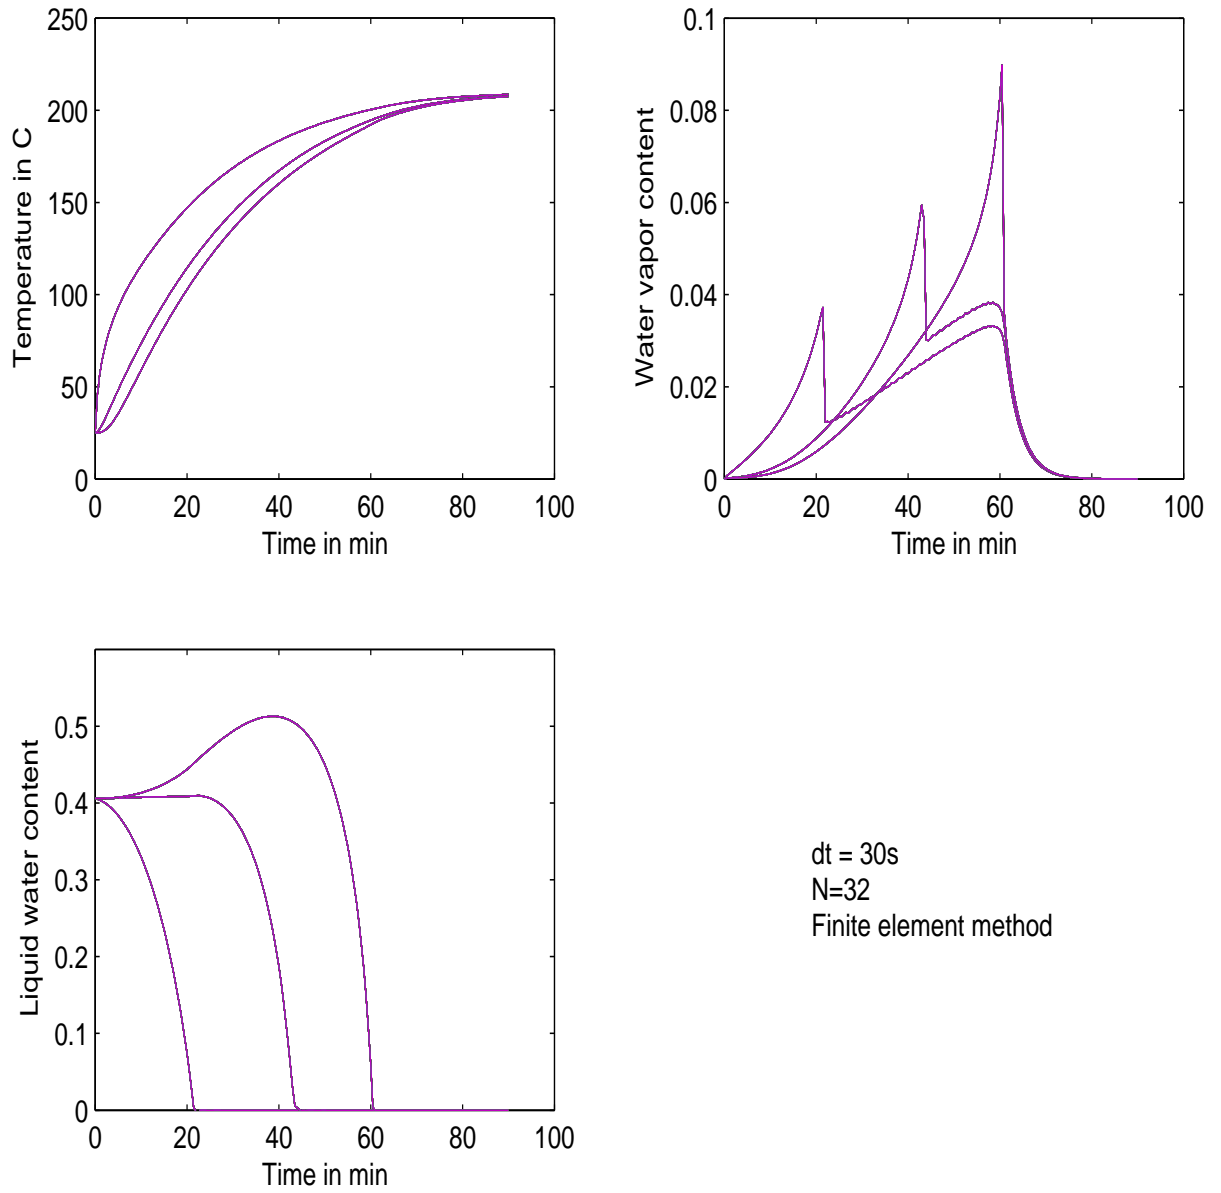 250
200
150
100
50
0
0 20 40 60 80 100
Temperature in C
Time in min
0.1
0.08
0.06
0.04
0.02
0
0 20 40 60 80 100
Water vapor content
Time in min
0.5
0.4
0.3
0.2
0.1
0
0 20 40 60 80 100
Liquid water content
Time in min
dt = 30s
N=32
Finite element method